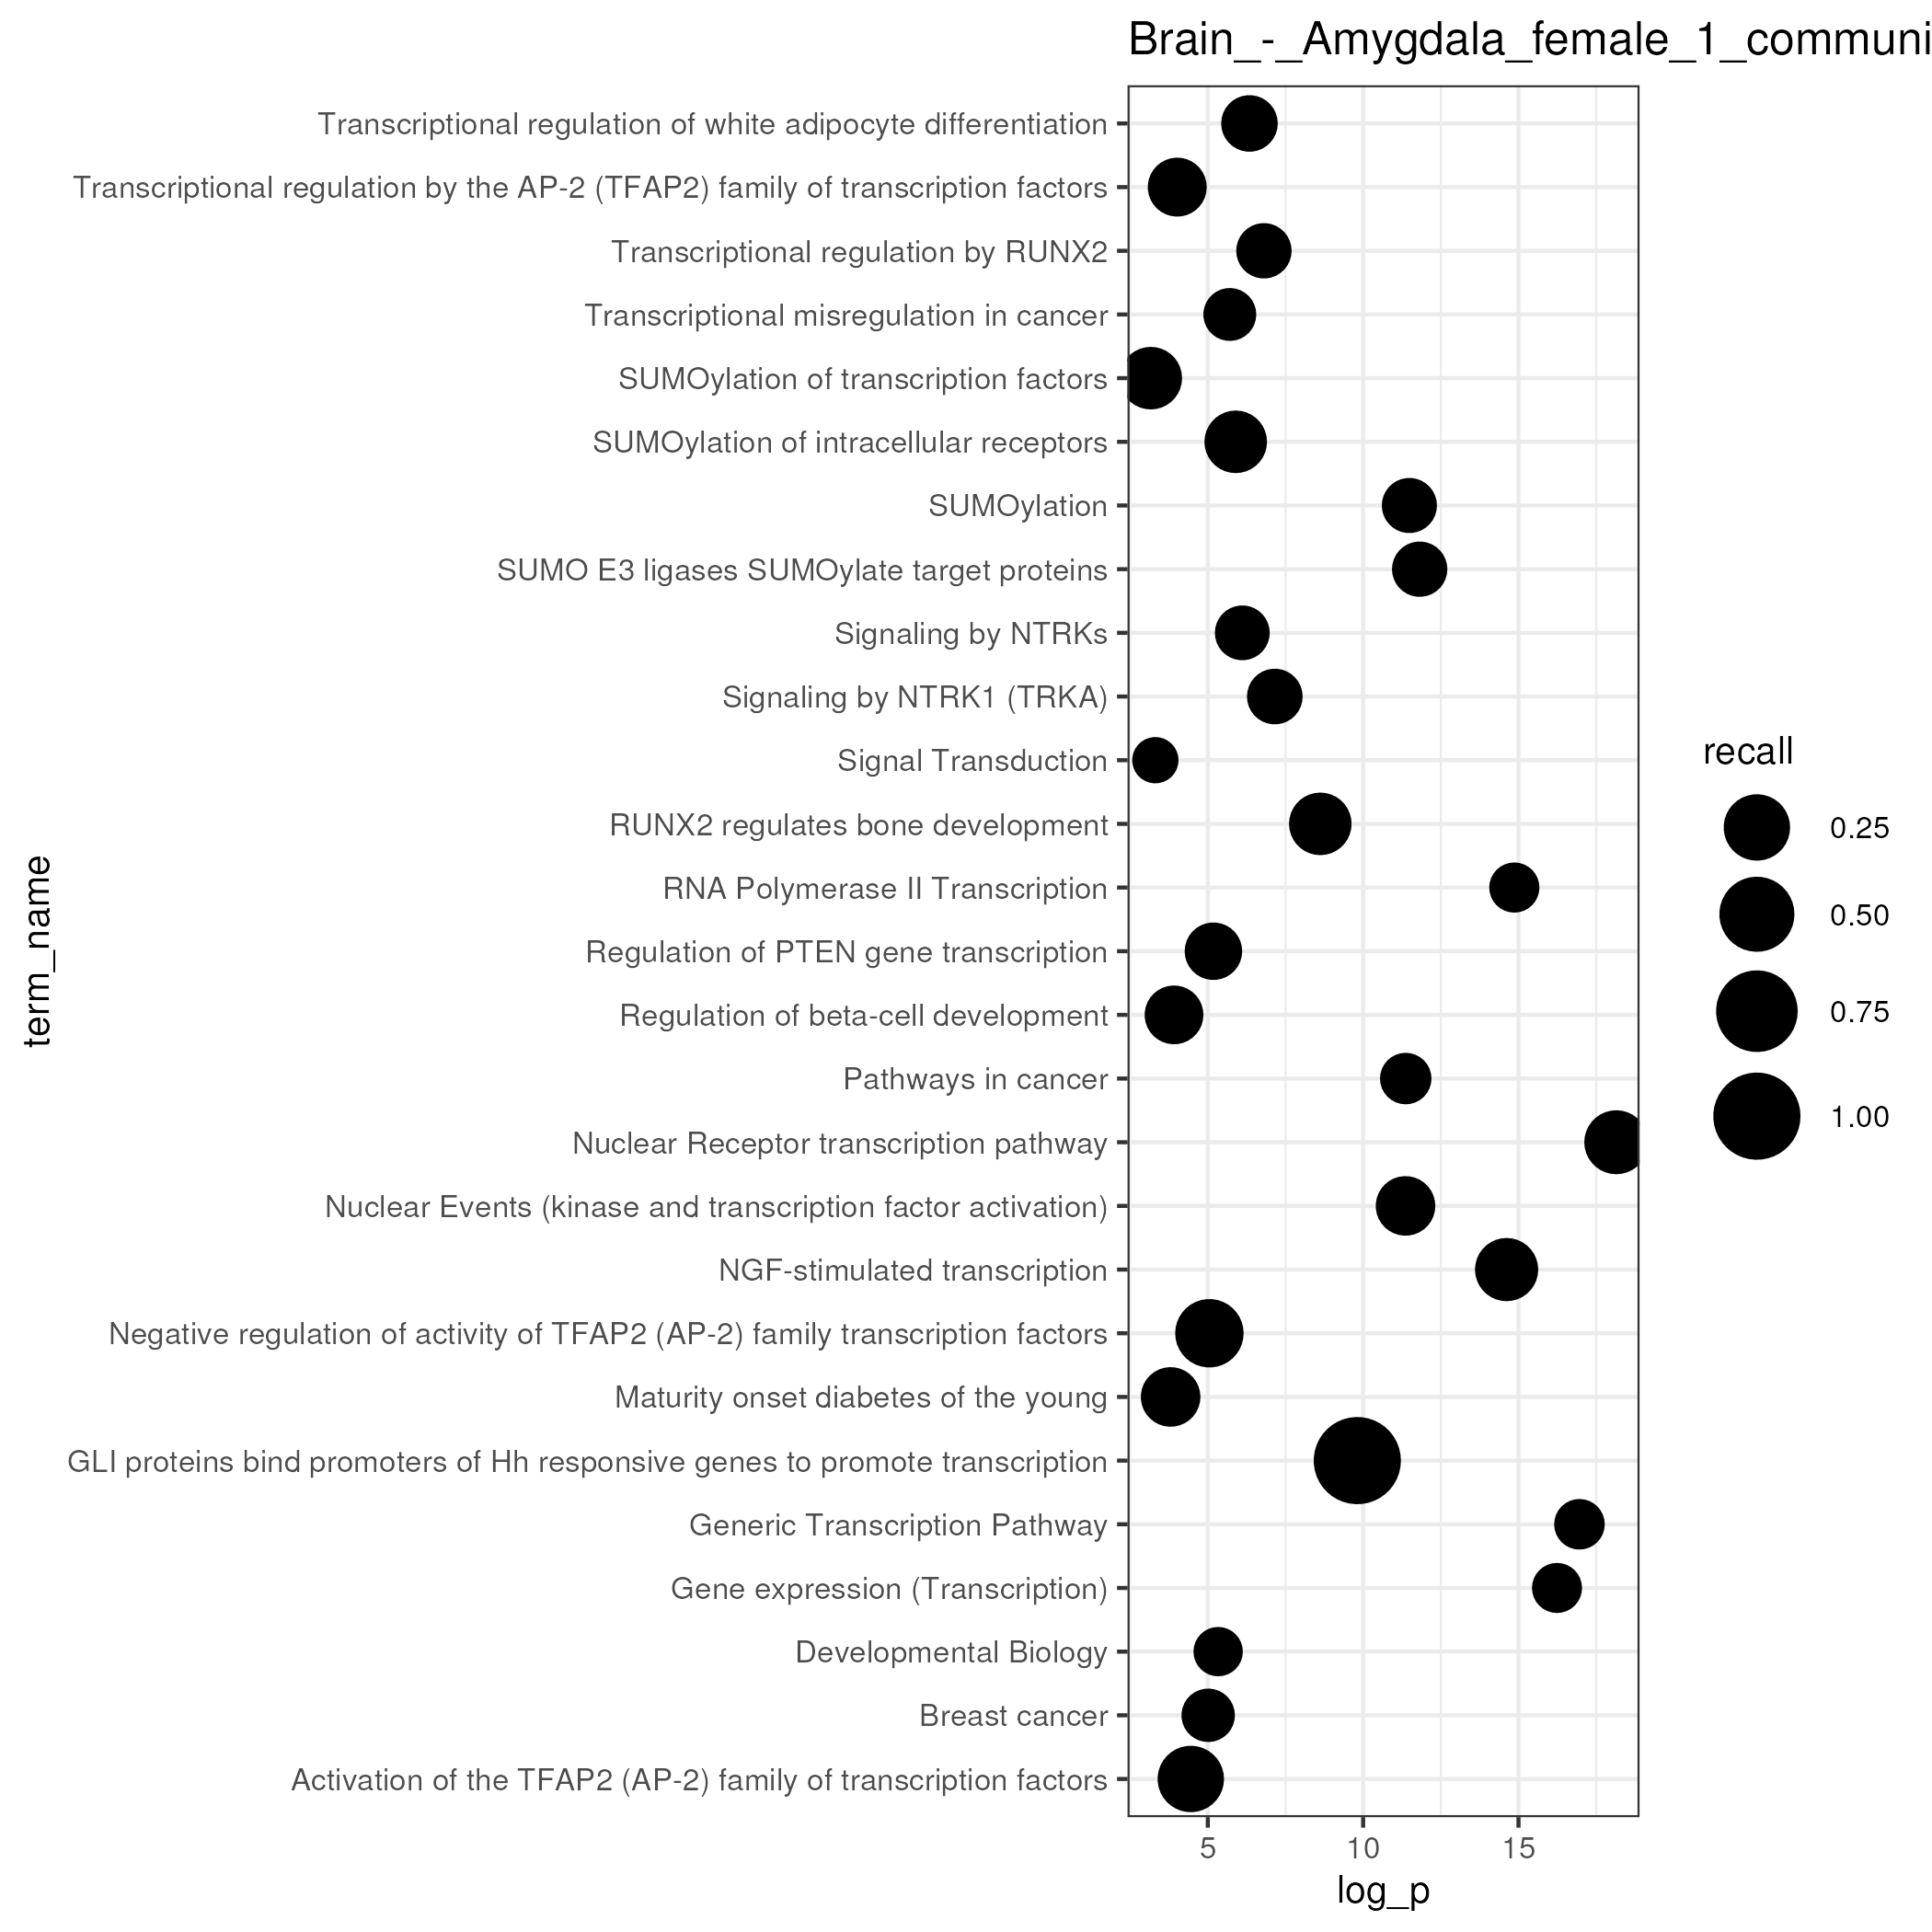 Brain_-_Amygdala_female_1_communi
Transcriptional regulation of white adipocyte differentiation
Transcriptional regulation by the AP-2 (TFAP2) family of transcription factors
Transcriptional regulation by RUNX2
Transcriptional misregulation in cancer
SUMOylation of transcription factors
SUMOylation of intracellular receptors
SUMOylation
SUMO E3 ligases SUMOylate target proteins
Signaling by NTRKs
Signaling by NTRK1 (TRKA)
Signal Transduction
RUNX2 regulates bone development
RNA Polymerase II Transcription
Regulation of PTEN gene transcription
Regulation of beta-cell development
Pathways in cancer
Nuclear Receptor transcription pathway
Nuclear Events (kinase and transcription factor activation)
NGF-stimulated transcription
Negative regulation of activity of TFAP2 (AP-2) family transcription factors
Maturity onset diabetes of the young
GLI proteins bind promoters of Hh responsive genes to promote transcription
Generic Transcription Pathway
Gene expression (Transcription)
Developmental Biology
Breast cancer
Activation of the TFAP2 (AP-2) family of transcription factors
term_name
5 10 15
log_p
recall
0.25
0.50
0.75
1.00